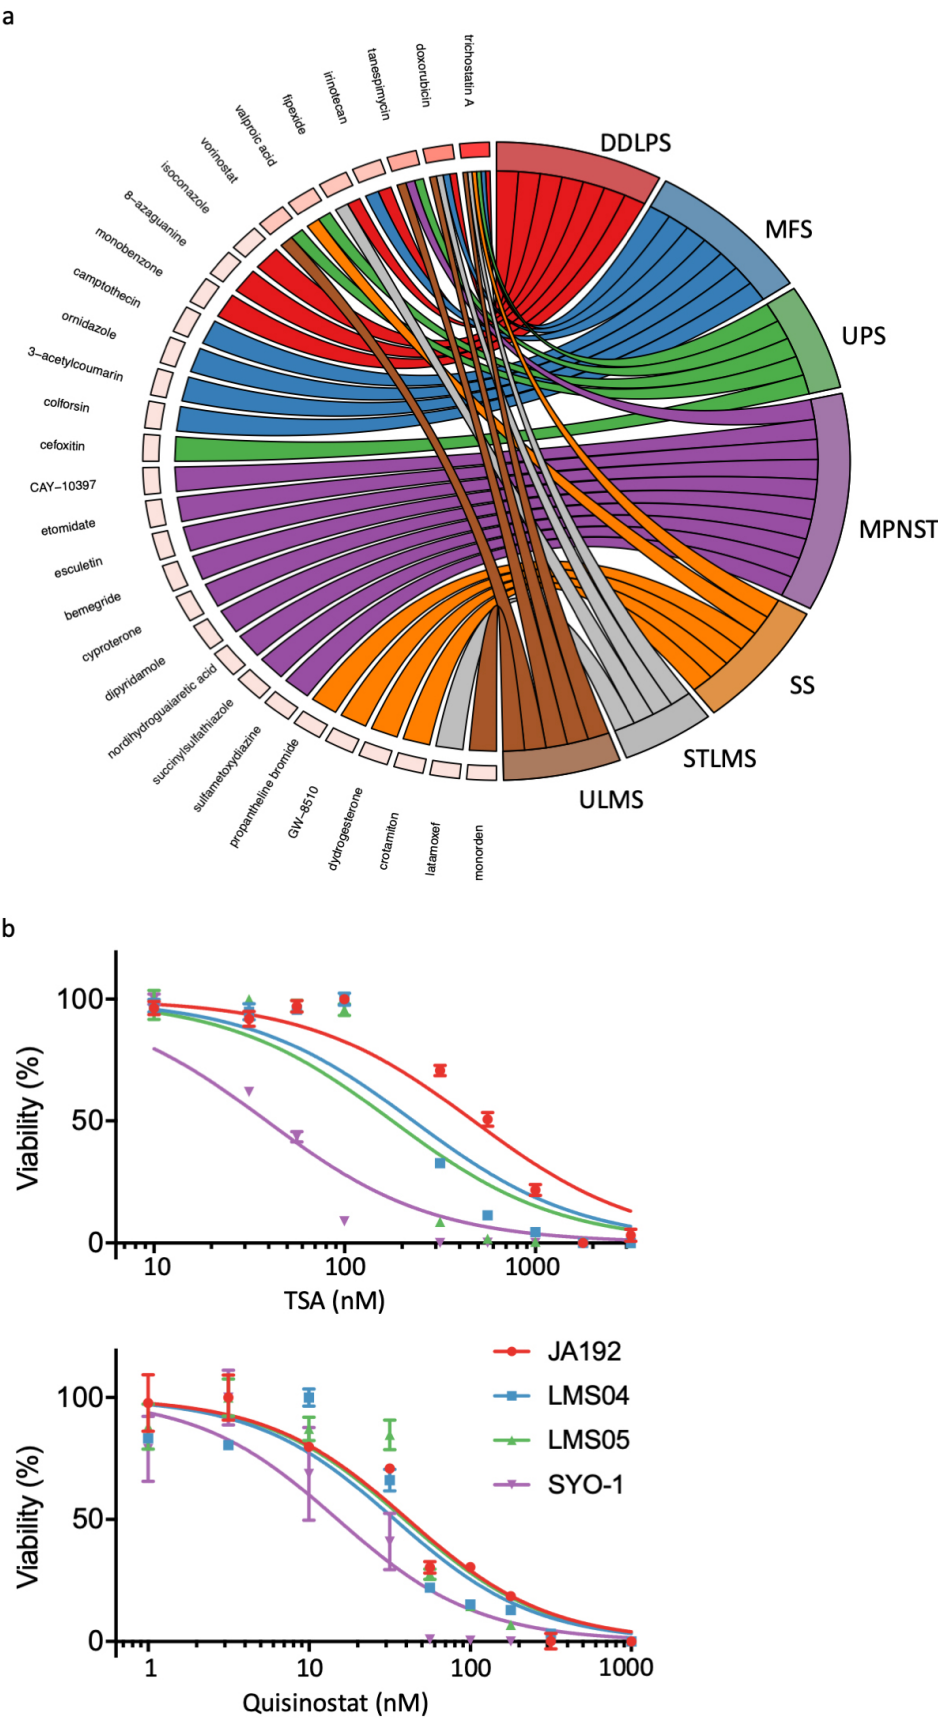 a
trichostatin A
doxorubicin
tanespimycin
irinotecan
fipexide
valproic acid
vorinostat
isoconazole
8−azaguanine
monobenzone
camptothecin
ornidazole
3−acetylcoumarin
colforsin
cefoxitin
CAY−10397
etomidate
esculetin
bemegride
cyproterone
dipyridamole
nordihydroguaiaretic acid
succinylsulfathiazole
sulfametoxydiazine
propantheline bromide
GW−8510
dydrogesterone
crotamiton
latamoxef
monorden
DDLPS
MFS
UPS
MPNST
SS
STLMS
ULMS
b
Viability (%)
100
50
0
10
100
1000
TSA (nM)
Viability (%)
100
50
0
1
10
100
1000
Quisinostat (nM)
JA192
LMS04
LMS05
SYO-1